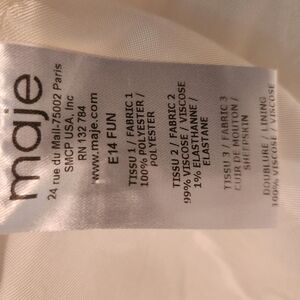 maje
24 rue du Mail-75002 Paris
SMCP USA, Inc
RN 132 784
www.maje.com
E14 FUN
TISSU 1 / FABRIC 1
100% POLYESTER /
POLYESTER
TISSU 2 / FABRIC 2
99% VISCOSE / VISCOSE
1% ELASTHANNE /
ELASTANE
TISSU 3 / FABRIC 3
CUIR DE MOUTON /
SHEEPSKIN
DOUBLURE / LINING
100% VISCOSE / VISCOSE